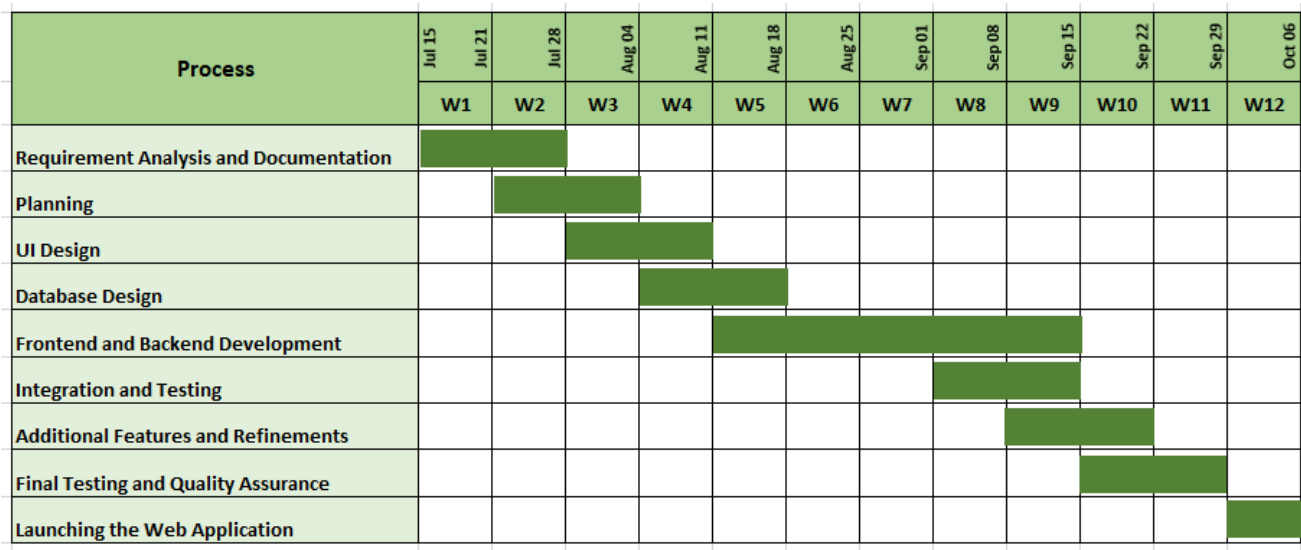 Process
Jul 15 Jul 21 Jul 28 Aug 04 Aug 11 Aug 18 Aug 25 Sep 01 Sep 08 Sep 15 Sep 22 Sep 29 Oct 06
W1 W2 W3 W4 W5 W6 W7 W8 W9 W10 W11 W12
Requirement Analysis and Documentation
Planning
UI Design
Database Design
Frontend and Backend Development
Integration and Testing
Additional Features and Refinements
Final Testing and Quality Assurance
Launching the Web Application